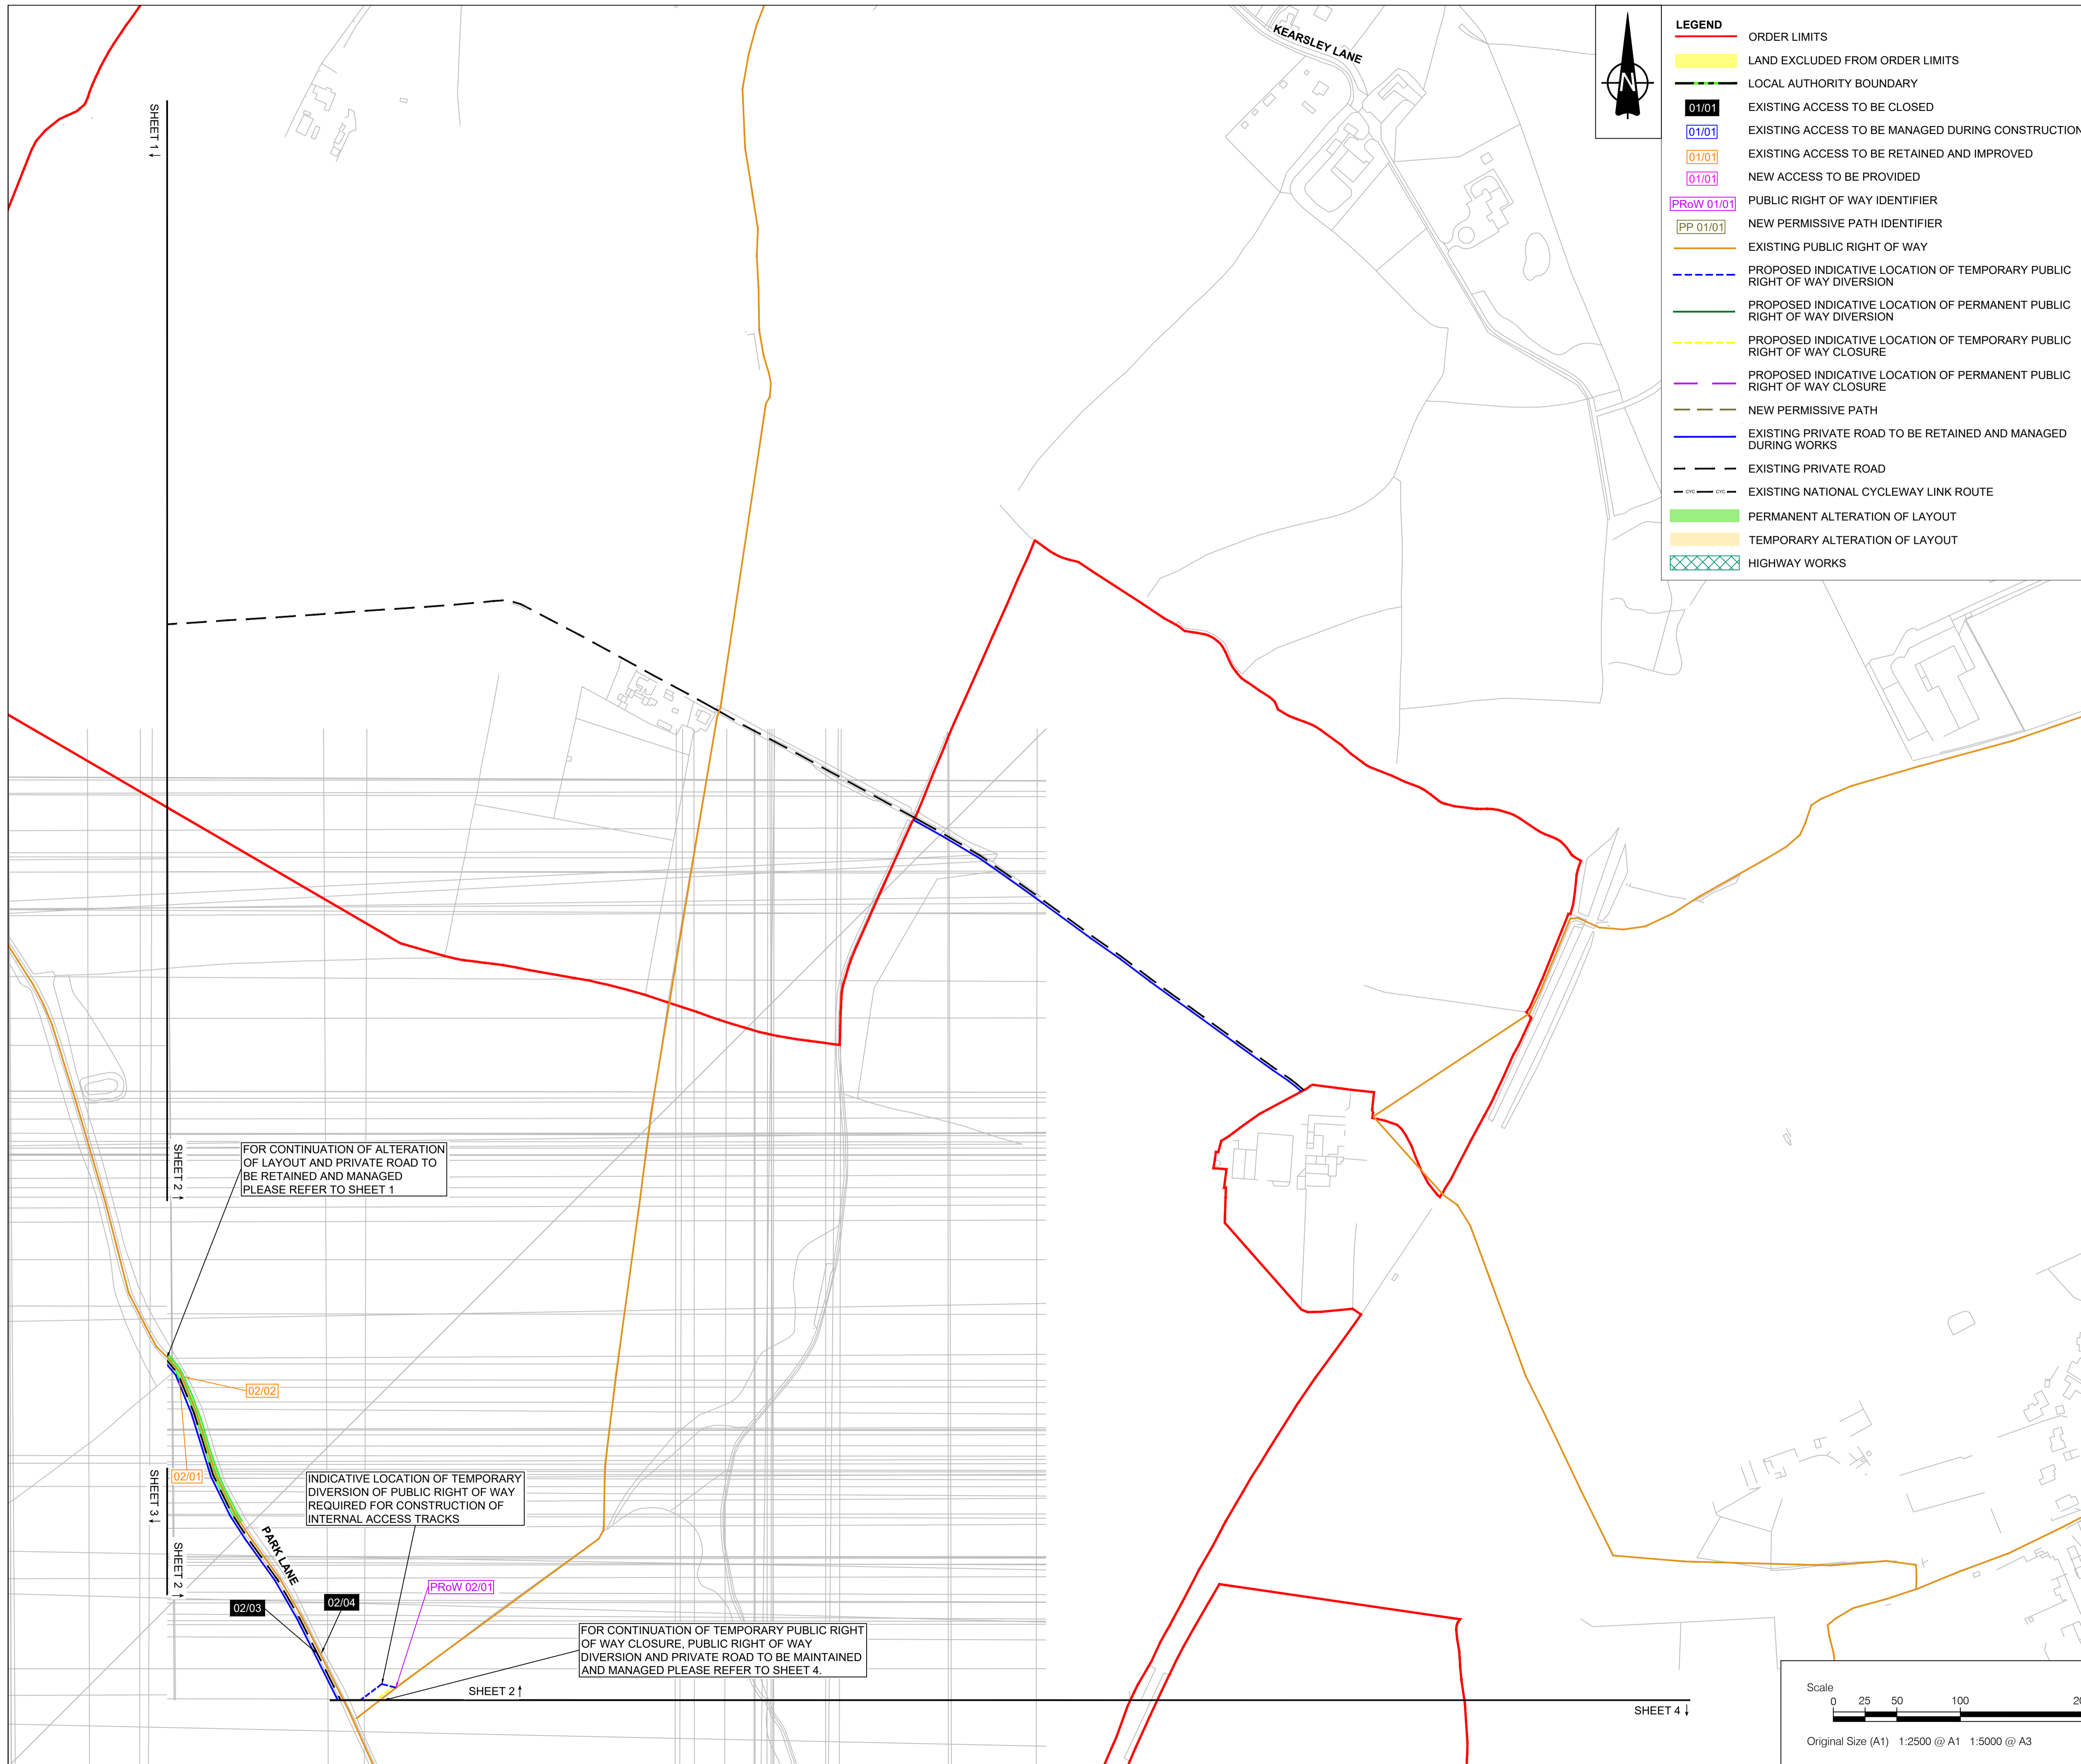 KEARSLEY LANE
N
LEGEND
ORDER LIMITS
LAND EXCLUDED FROM ORDER LIMITS
LOCAL AUTHORITY BOUNDARY
01/01 EXISTING ACCESS TO BE CLOSED
01/01 EXISTING ACCESS TO BE MANAGED DURING CONSTRUCTION
01/01 EXISTING ACCESS TO BE RETAINED AND IMPROVED
01/01 NEW ACCESS TO BE PROVIDED
PRoW 01/01 PUBLIC RIGHT OF WAY IDENTIFIER
PP 01/01 NEW PERMISSIVE PATH IDENTIFIER
EXISTING PUBLIC RIGHT OF WAY
PROPOSED INDICATIVE LOCATION OF TEMPORARY PUBLIC
RIGHT OF WAY DIVERSION
PROPOSED INDICATIVE LOCATION OF PERMANENT PUBLIC
RIGHT OF WAY DIVERSION
PROPOSED INDICATIVE LOCATION OF TEMPORARY PUBLIC
RIGHT OF WAY CLOSURE
PROPOSED INDICATIVE LOCATION OF PERMANENT PUBLIC
RIGHT OF WAY CLOSURE
NEW PERMISSIVE PATH
EXISTING PRIVATE ROAD TO BE RETAINED AND MANAGED
DURING WORKS
EXISTING PRIVATE ROAD
CYC CYC EXISTING NATIONAL CYCLEWAY LINK ROUTE
PERMANENT ALTERATION OF LAYOUT
TEMPORARY ALTERATION OF LAYOUT
HIGHWAY WORKS
SHEET 1 ↓
SHEET 2 ↑
FOR CONTINUATION OF ALTERATION
OF LAYOUT AND PRIVATE ROAD TO
BE RETAINED AND MANAGED
PLEASE REFER TO SHEET 1
02/02
02/01
SHEET 3 ↓
SHEET 2 ↑
INDICATIVE LOCATION OF TEMPORARY
DIVERSION OF PUBLIC RIGHT OF WAY
REQUIRED FOR CONSTRUCTION OF
INTERNAL ACCESS TRACKS
PARK LANE
PRoW 02/01
02/03
02/04
FOR CONTINUATION OF TEMPORARY PUBLIC RIGHT
OF WAY CLOSURE, PUBLIC RIGHT OF WAY
DIVERSION AND PRIVATE ROAD TO BE MAINTAINED
AND MANAGED PLEASE REFER TO SHEET 4.
SHEET 2 ↑
SHEET 4 ↓
Scale
0 25 50 100
Original Size (A1) 1:2500 @ A1 1:5000 @ A3